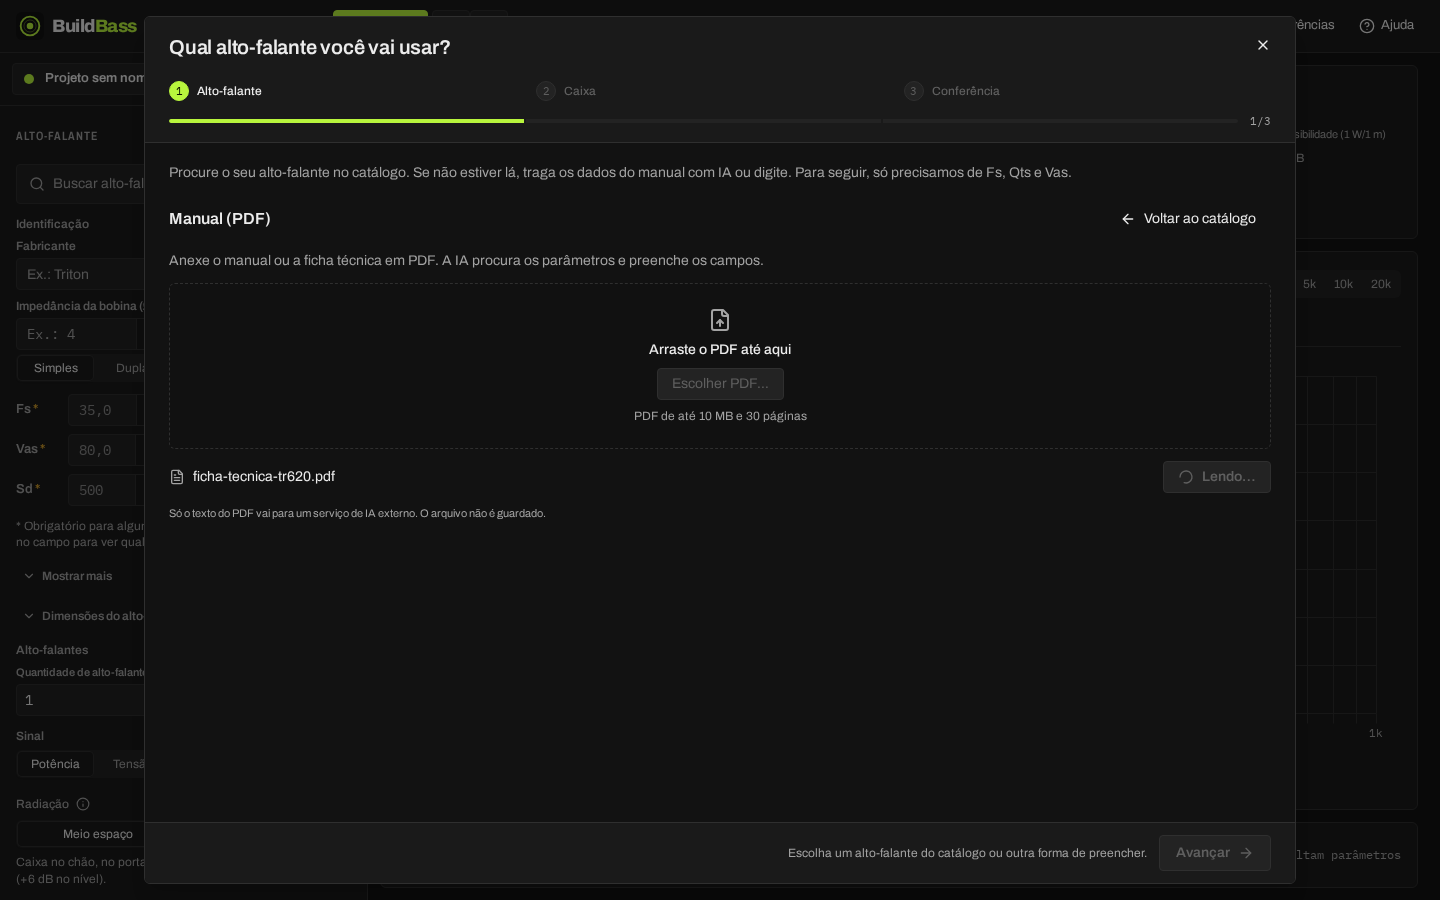 BuildBass
Ajuda
Projeto sem nom
Qual alto-falante você vai usar?
1 Alto-falante
2 Caixa
3 Conferência
1/3
Procure o seu alto-falante no catálogo. Se não estiver lá, traga os dados do manual com IA ou digite. Para seguir, só precisamos de Fs, Qts e Vas.
Manual (PDF)
Voltar ao catálogo
Anexe o manual ou a ficha técnica em PDF. A IA procura os parâmetros e preenche os campos.
Arraste o PDF até aqui
Escolher PDF...
PDF de até 10 MB e 30 páginas
ficha-tecnica-tr620.pdf
Lendo...
Só o texto do PDF vai para um serviço de IA externo. O arquivo não é guardado.
Escolha um alto-falante do catálogo ou outra forma de preencher.
Avançar
ALTO-FALANTE
Buscar alto-fal
Identificação
Fabricante
Ex.: Triton
Impedância da bobina (
Ex.: 4
Simples
Dupl
Fs*
35,0
Vas*
80,0
Sd*
500
* Obrigatório para algu
no campo para ver qual
Mostrar mais
Dimensões do alto
Alto-falantes
Quantidade de alto-falante
1
Sinal
Potência
Tensã
Radiação
Meio espaço
Caixa no chão, no porta
(+6 dB no nível).
rências
sibilidade (1 W/1 m)
B
5k
10k
20k
1k
ltam parâmetros